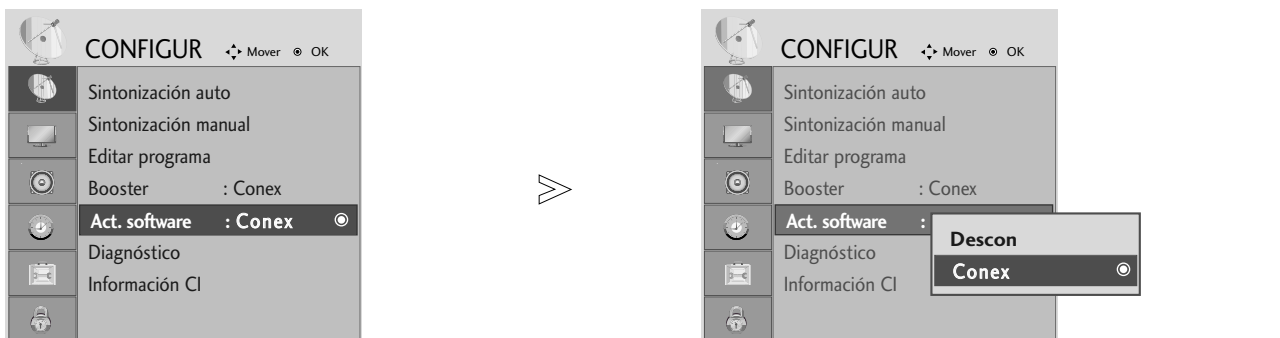 CONFIGUR Mover OK
Sintonización auto
Sintonización manual
Editar programa
Booster : Conex
Act. software : Conex
Diagnóstico
Información CI
CONFIGUR Mover OK
Sintonización auto
Sintonización manual
Editar programa
Booster : Conex
Act. software :
Diagnóstico
Información CI
Descon
Conex